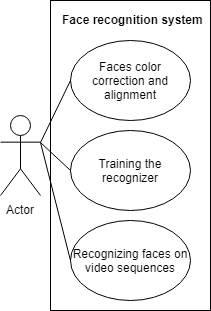 Face recognition system
Faces color
correction and
alignment
Training the
recognizer
Actor
Recognizing faces on
video sequences